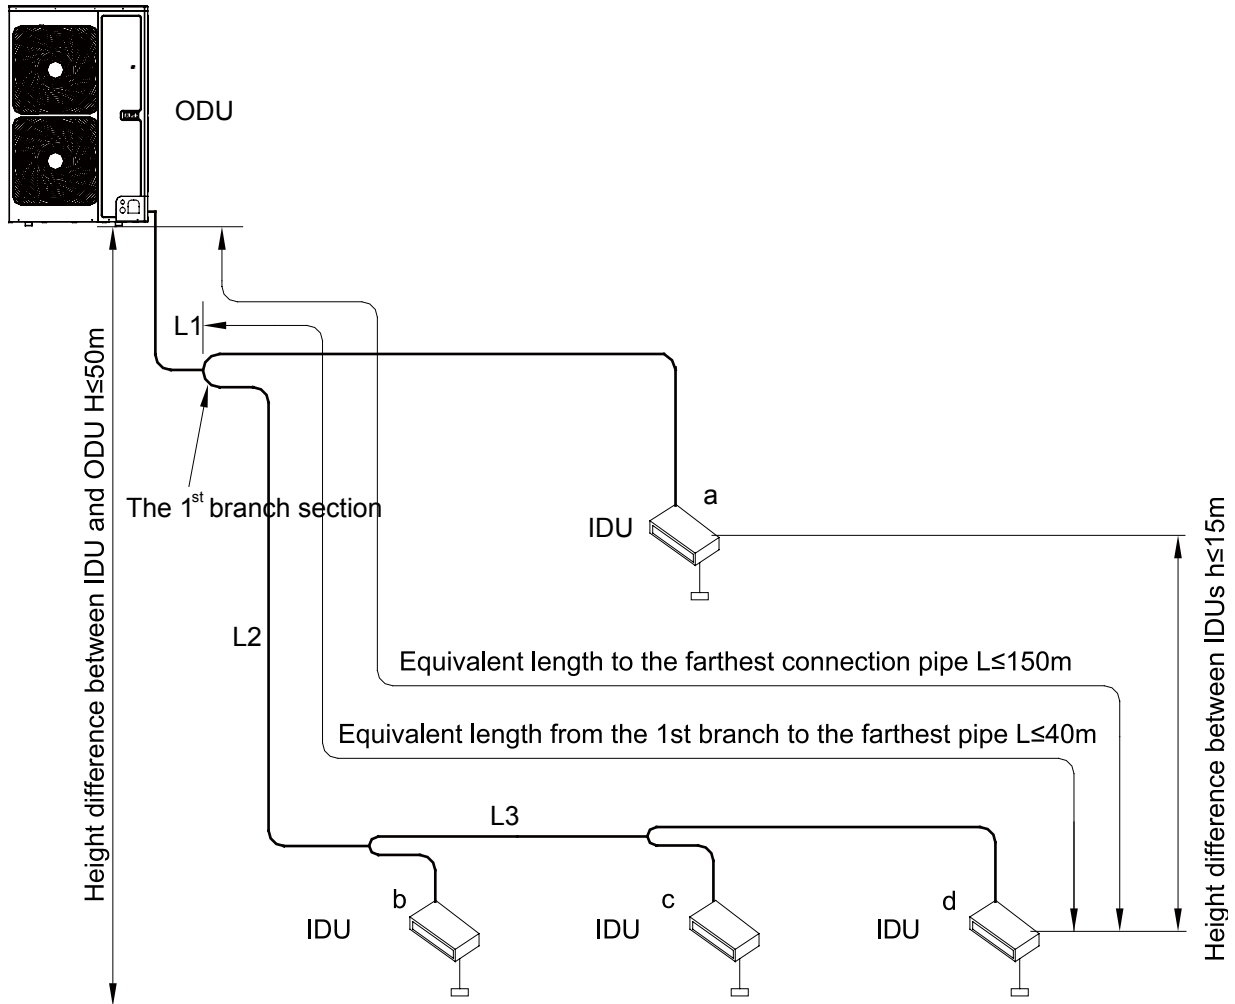 ODU
L1
Height difference between IDU and ODU H≤50m
The 1st branch section
a
IDU
Height difference between IDUs h≤15m
L2
Equivalent length to the farthest connection pipe L≤150m
Equivalent length from the 1st branch to the farthest pipe L≤40m
L3
b
c
d
IDU
IDU
IDU